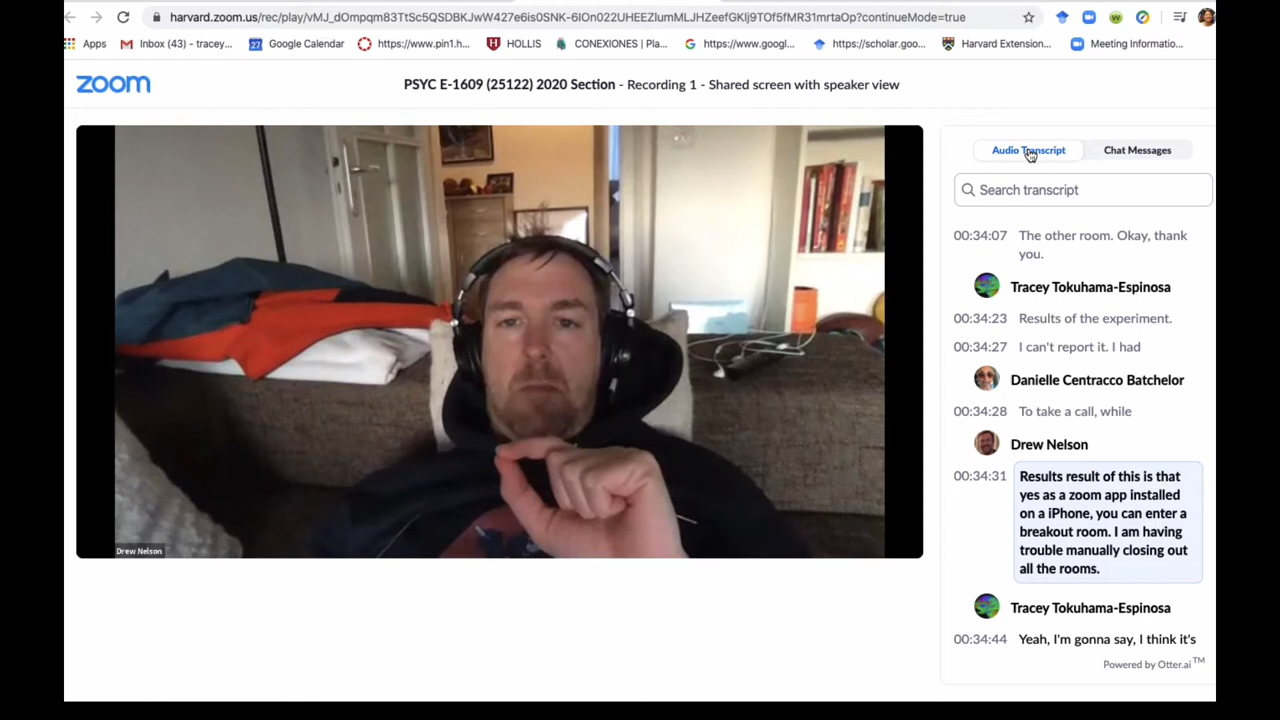 harvard.zoom.us/rec/play/vMJ_dOmpqm83TtSc5QSDBKJwW427e6is0SNK-6IOn022UHEEZlumMLJHZeefGKlj9TOf5fMR31mrtaOp?continueMode=true
Apps Inbox (43) - tracey... Google Calendar https://www.pin1.h... HOLLIS CONEXIONES | Pla... https://www.googl... https://scholar.goo... Harvard Extension... Meeting Informatio...
zoom PSYC E-1609 (25122) 2020 Section - Recording 1 - Shared screen with speaker view
Audio Transcript Chat Messages
Search transcript
00:34:07 The other room. Okay, thank
you.
Tracey Tokuhama-Espinosa
00:34:23 Results of the experiment.
00:34:27 I can't report it. I had
Danielle Centracco Batchelor
00:34:28 To take a call, while
Drew Nelson
00:34:31 Results result of this is that
yes as a zoom app installed
on a iPhone, you can enter a
breakout room. I am having
trouble manually closing out
all the rooms.
Tracey Tokuhama-Espinosa
00:34:44 Yeah, I'm gonna say, I think it's
Powered by Otter.ai TM
Drew Nelson